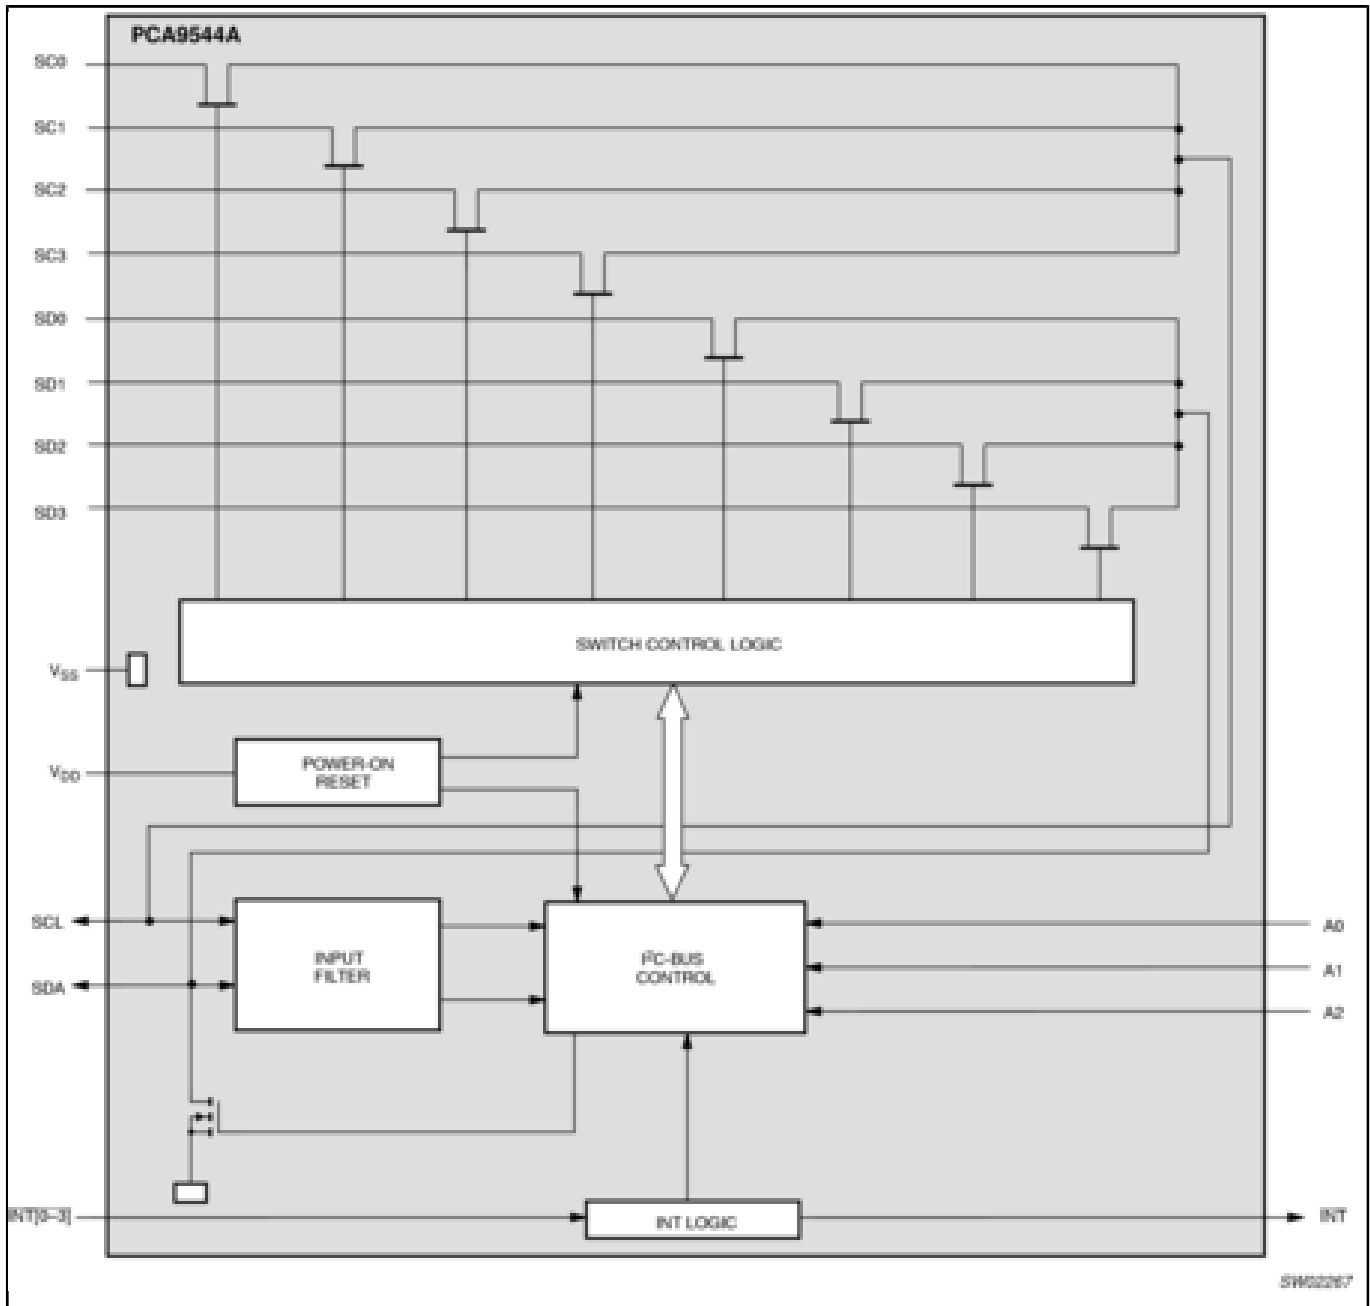 PCA9544A
SC0
SC1
SC2
SC3
SD0
SD1
SD2
SD3
SWITCH CONTROL LOGIC
VSS
POWER-ON
RESET
VDD
SCL
INPUT
FILTER
I²C-BUS
CONTROL
A0
SDA
A1
A2
INT[0–3]
INT LOGIC
INT
SW02267